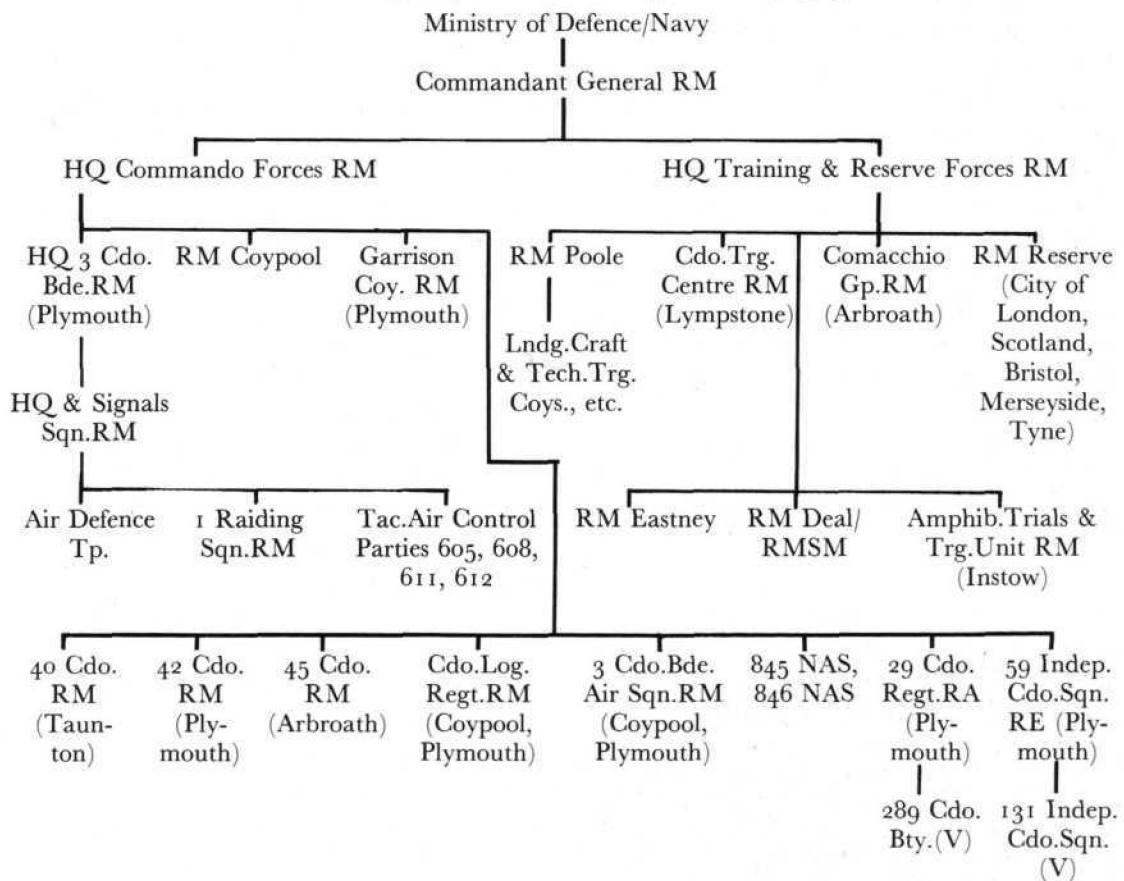 Ministry of Defence/Navy
Commandant General RM
HQ Commando Forces RM
HQ Training & Reserve Forces RM
HQ 3 Cdo.
Bde.RM
(Plymouth)
RM Coypool
Garrison
Coy. RM
(Plymouth)
RM Poole
Cdo.Trg.
Centre RM
(Lympstone)
Comacchio
Gp.RM
(Arbroath)
RM Reserve
(City of
London,
Scotland,
Bristol,
Merseyside,
Tyne)
Lndg.Craft
& Tech.Trg.
Coys., etc.
HQ & Signals
Sqn.RM
Air Defence
Tp.
1 Raiding
Sqn.RM
Tac.Air Control
Parties 605, 608,
611, 612
RM Eastney
RM Deal/
RMSM
Amphib.Trials &
Trg.Unit RM
(Instow)
40 Cdo.
RM
(Taun-
ton)
42 Cdo.
RM
(Ply-
mouth)
45 Cdo.
RM
(Arbroath)
Cdo.Log.
Regt.RM
(Coypool,
Plymouth)
3 Cdo.Bde.
Air Sqn.RM
(Coypool,
Plymouth)
845 NAS,
846 NAS
29 Cdo.
Regt.RA
(Ply-
mouth)
59 Indep.
Cdo.Sqn.
RE (Ply-
mouth)
289 Cdo.
Bty.(V)
131 Indep.
Cdo.Sqn.
(V)